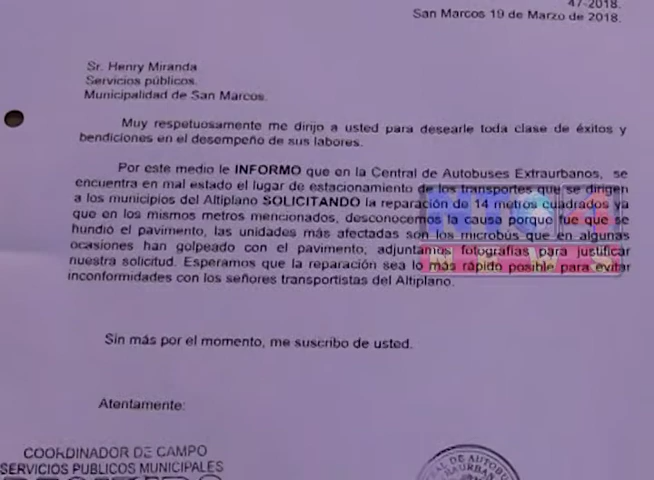 47-2018.
San Marcos 19 de Marzo de 2018.
Sr. Henry Miranda
Servicios públicos.
Municipalidad de San Marcos.
Muy respetuosamente me dirijo a usted para desearle toda clase de éxitos y
bendiciones en el desempeño de sus labores.
Por este medio le INFORMO que en la Central de Autobuses Extraurbanos, se
encuentra en mal estado el lugar de estacionamiento de los transportes que se dirigen
a los municipios del Altiplano SOLICITANDO la reparación de 14 metros cuadrados ya
que en los mismos metros mencionados, desconocemos la causa porque fue que se
hundió el pavimento, las unidades más afectadas son los microbús que en algunas
ocasiones han golpeado con el pavimento, adjuntamos fotografías para justificar
nuestra solicitud. Esperamos que la reparación sea lo más rápido posible para evitar
inconformidades con los señores transportistas del Altiplano.
Sin más por el momento, me suscribo de usted.
Atentamente:
COORDINADOR DE CAMPO
SERVICIOS PUBLICOS MUNICIPALES
NEWS